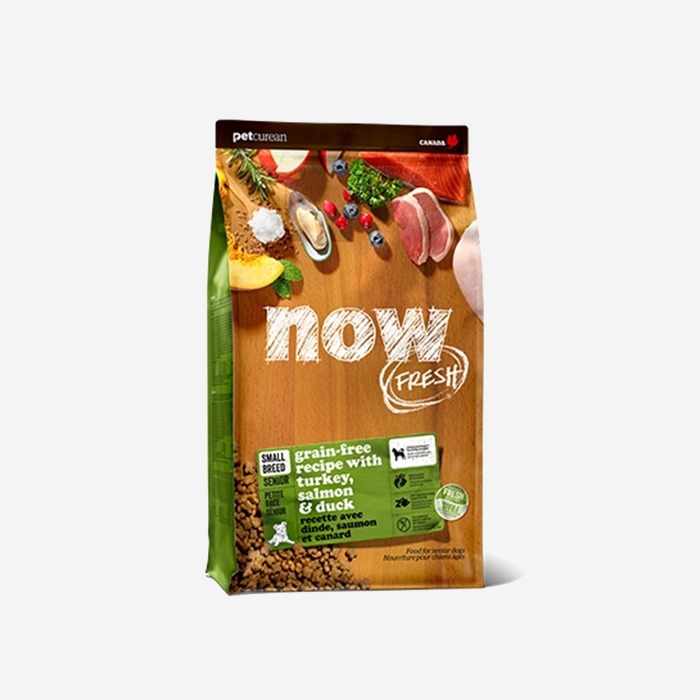 petcurean
CANADA
now
FRESH
SMALL
BREED
SENIOR
PETITE
RACE
SENIOR
grain-free
recipe with
turkey,
salmon
& duck
recette avec
dinde, saumon
et canard
FRESH
Food for senior dogs
Nourriture pour chiens âgés